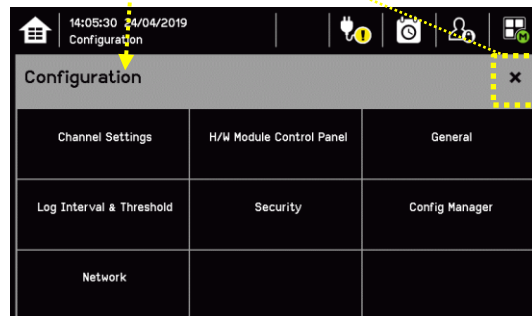 14:05:30 24/04/2019
Configuration
Configuration
Channel Settings
H/W Module Control Panel
General
Log Interval & Threshold
Security
Config Manager
Network